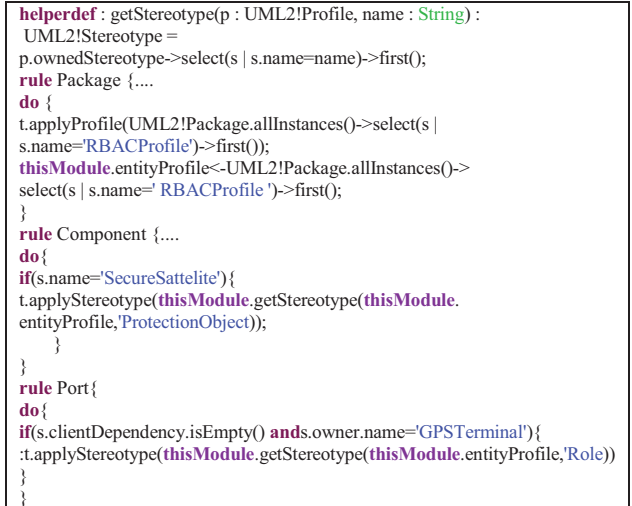 helperdef : getStereotype(p : UML2!Profile, name : String) :
UML2!Stereotype =
p.ownedStereotype->select(s | s.name=name)->first();
rule Package {....
do {
t.applyProfile(UML2!Package.allInstances()->select(s |
s.name='RBACProfile')->first());
thisModule.entityProfile<-UML2!Package.allInstances()->
select(s | s.name=' RBACProfile ')->first();
}
rule Component {....
do{
if(s.name='SecureSattelite'){
t.applyStereotype(thisModule.getStereotype(thisModule.
entityProfile,'ProtectionObject));
}
}
rule Port{
do{
if(s.clientDependency.isEmpty() ands.owner.name='GPSTerminal'){
:t.applyStereotype(thisModule.getStereotype(thisModule.entityProfile,'Role))
}
}